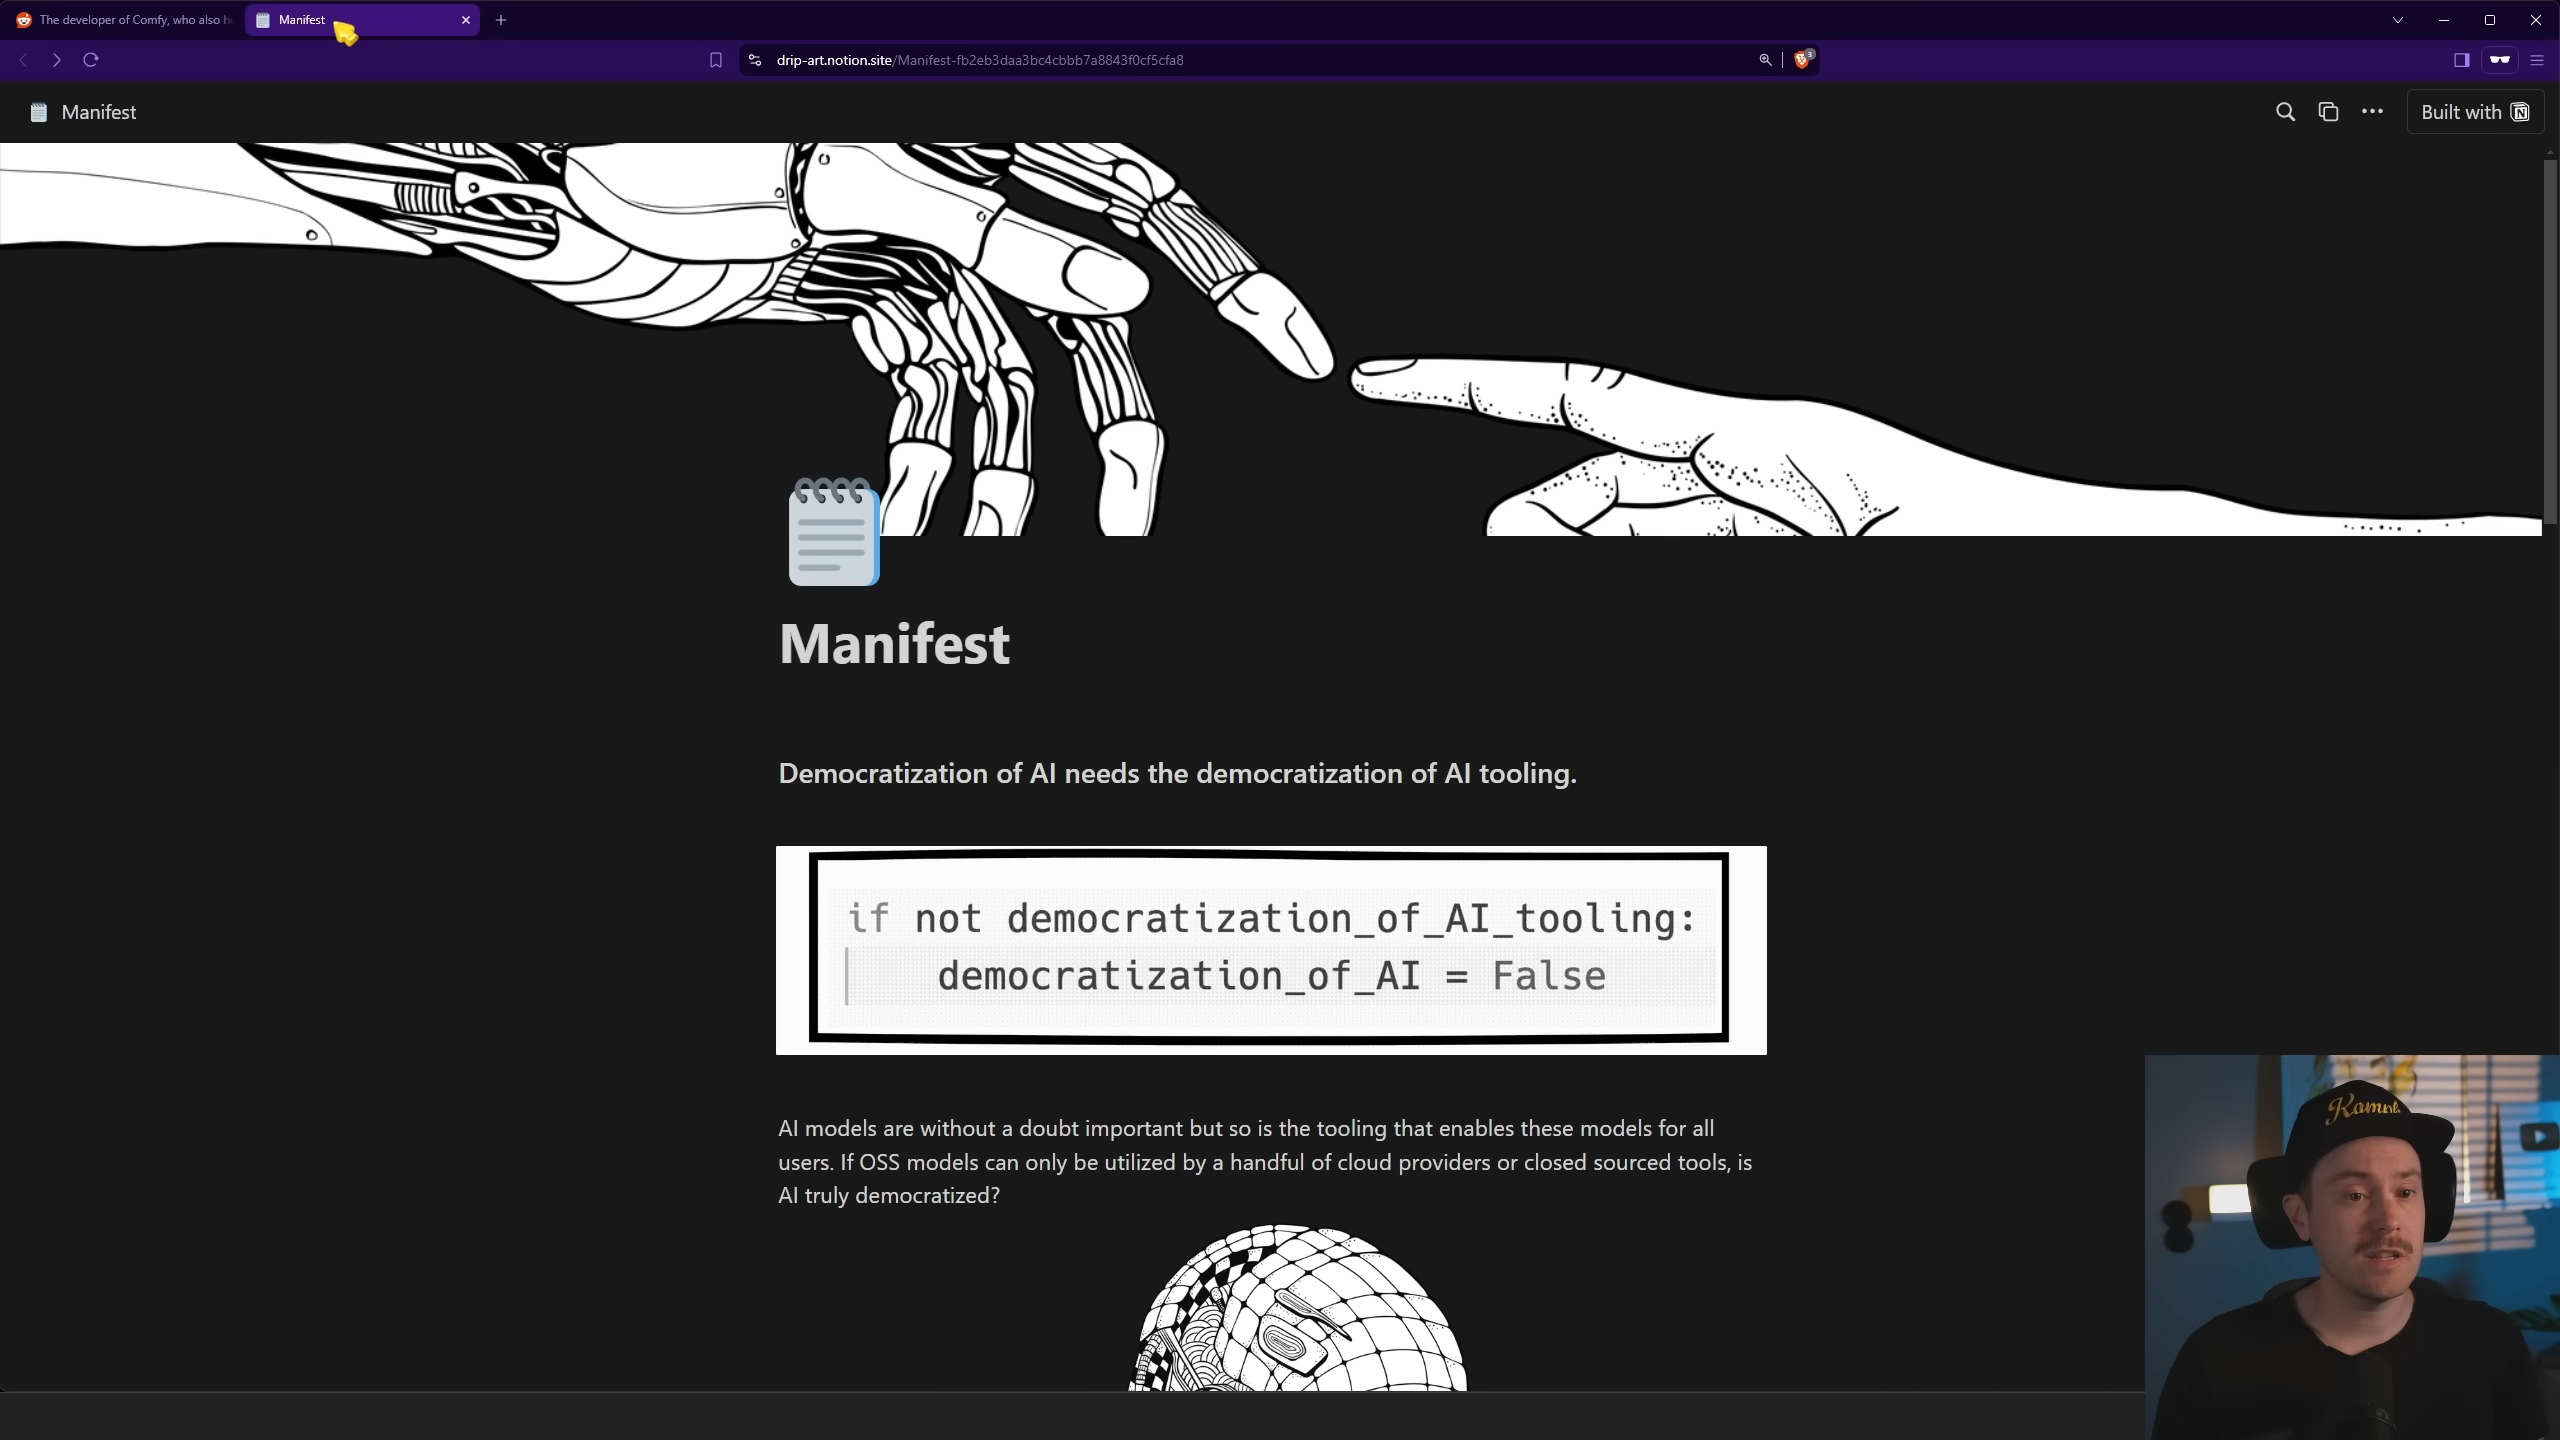 The developer of Comfy, who also
Manifest
drip-art.notion.site/Manifest-fb2eb3daa3bc4cbbb7a8843f0cf5cfa8
3
Manifest
Built with
Manifest
Democratization of AI needs the democratization of AI tooling.
if not democratization_of_AI_tooling:
democratization_of_AI = False
AI models are without a doubt important but so is the tooling that enables these models for all
users. If OSS models can only be utilized by a handful of cloud providers or closed sourced tools, is
AI truly democratized?